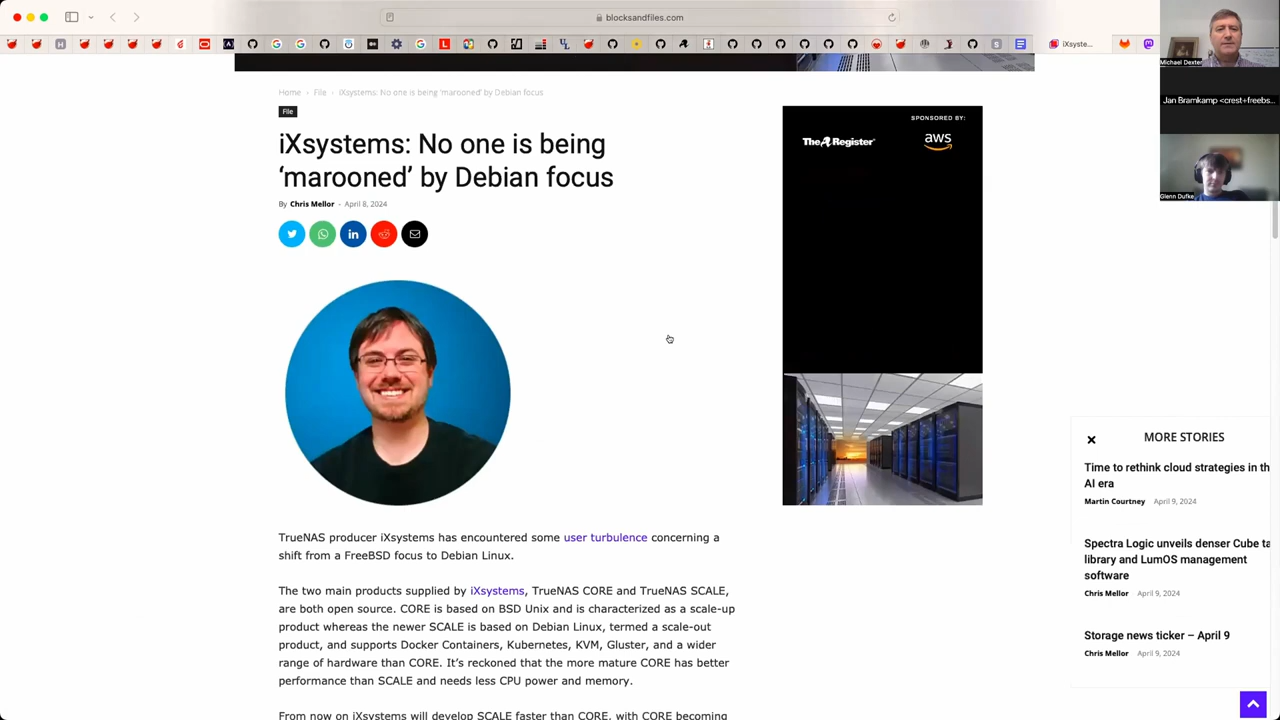 blocksandfiles.com
iXsyste...
Michael Dexter
Jan Bramkamp <crest+freebs...
Glenn Dufke
Home › File › iXsystems: No one is being ‘marooned’ by Debian focus
File
iXsystems: No one is being
‘marooned’ by Debian focus
By Chris Mellor - April 8, 2024
SPONSORED BY:
The A Register
aws
TrueNAS producer iXsystems has encountered some user turbulence concerning a
shift from a FreeBSD focus to Debian Linux.
The two main products supplied by iXsystems, TrueNAS CORE and TrueNAS SCALE,
are both open source. CORE is based on BSD Unix and is characterized as a scale-up
product whereas the newer SCALE is based on Debian Linux, termed a scale-out
product, and supports Docker Containers, Kubernetes, KVM, Gluster, and a wider
range of hardware than CORE. It’s reckoned that the more mature CORE has better
performance than SCALE and needs less CPU power and memory.
From now on iXsystems will develop SCALE faster than CORE, with CORE becoming
MORE STORIES
Time to rethink cloud strategies in th
AI era
Martin Courtney April 9, 2024
Spectra Logic unveils denser Cube ta
library and LumOS management
software
Chris Mellor April 9, 2024
Storage news ticker – April 9
Chris Mellor April 9, 2024